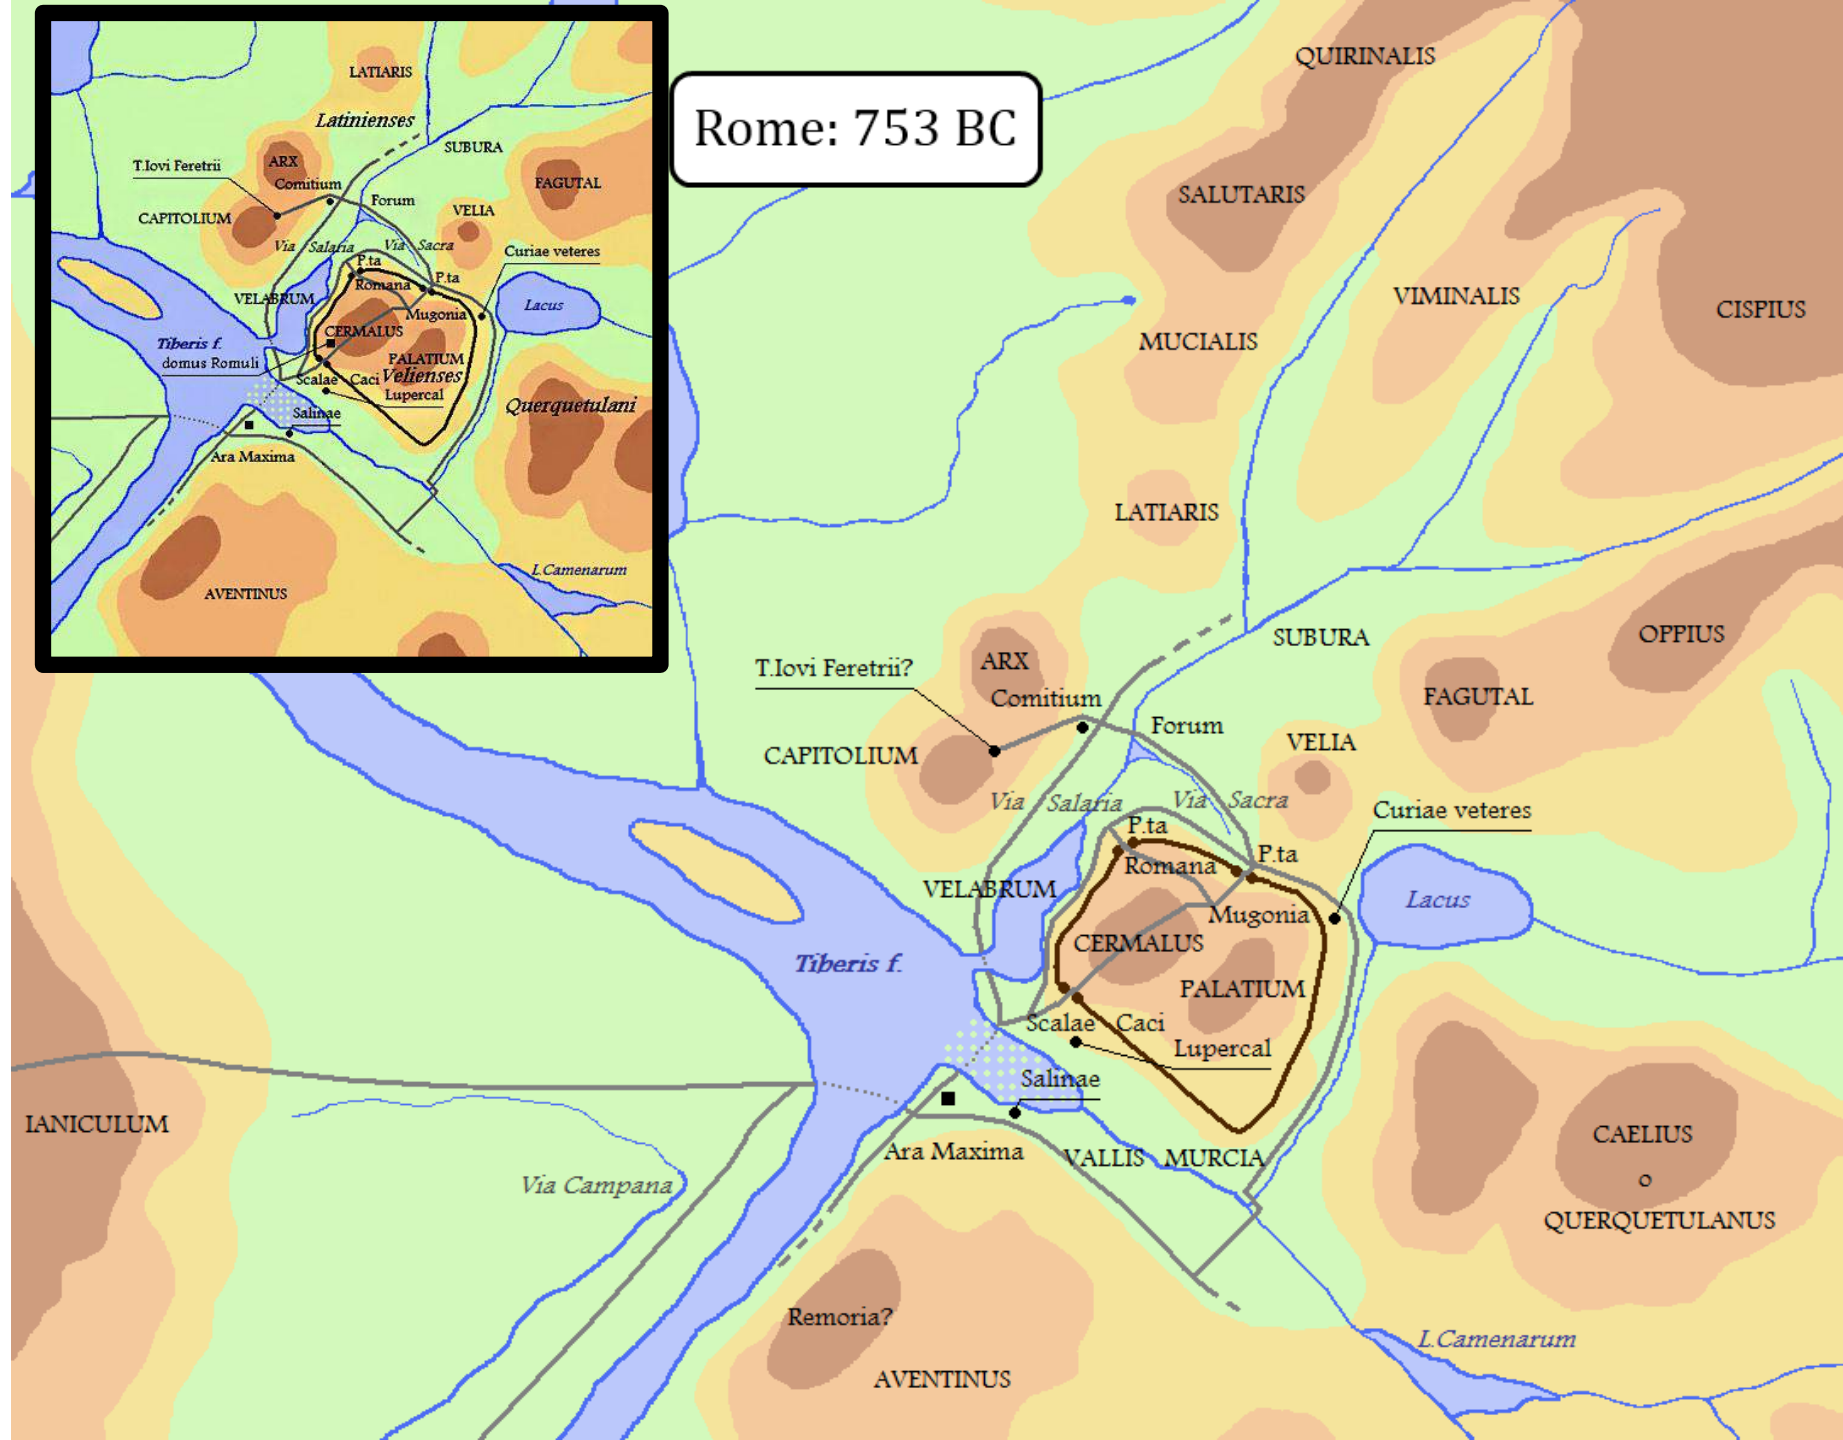 LATIARIS
Latinienses
SUBURA
ARX
T.Iovi Feretrii
Comitium
FAGUTAL
Forum
CAPITOLIUM
VELIA
Via Salaria
Via Sacra
Curiae veteres
P.ta
Romana
P.ta
Mugonia
VELABRUM
Lacus
CERMALUS
Tiberis f.
domus Romuli
PALATIUM
Velienses
Scalae Caci
Lupercal
Querquetulani
Salinae
Ara Maxima
L.Camenarum
AVENTINUS
Rome: 753 BC
QUIRINALIS
SALUTARIS
VIMINALIS
CISPIUS
MUCIALIS
LATIARIS
SUBURA
OPPIUS
T.Iovi Feretrii?
ARX
Comitium
FAGUTAL
Forum
CAPITOLIUM
VELIA
Via Salaria
Via Sacra
Curiae veteres
P.ta
Romana
P.ta
Mugonia
VELABRUM
Lacus
CERMALUS
Tiberis f.
PALATIUM
Scalae Caci
Lupercal
Salinae
IANICULUM
Ara Maxima
VALLIS MURCIA
CAELIUS
o
QUERQUETULANUS
Via Campana
Remoria?
L.Camenarum
AVENTINUS